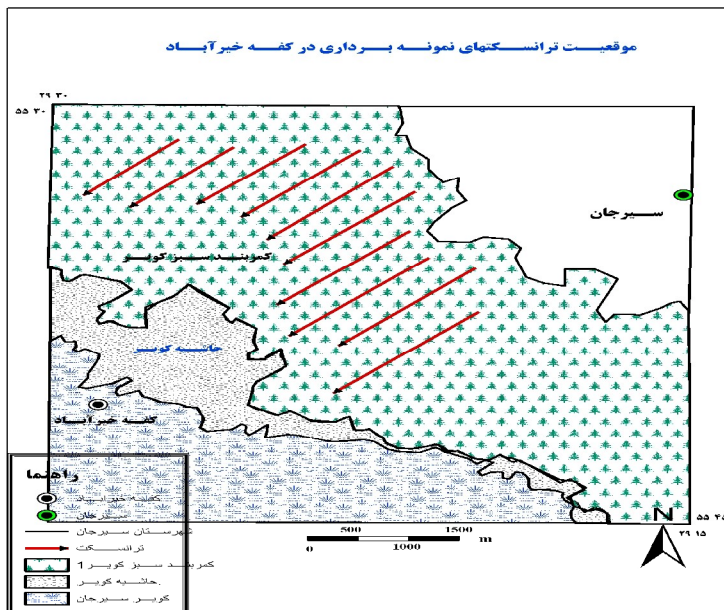 موقعیت ترانسکتهای نمونه برداری در کفه خیرآباد
۲۹ ۳۰
۵۵ ۳۰
سیرجان
کمربند سبز کویر
حاشیه کویر
کفه خیرآباد
راهنما
کفه خیرآباد
سیرجان
شهرستان سیرجان
ترانسکت
کمربند سبز کویر 1
حاشیه کویر.
کویر سیرجان
500 1500
0 1000 m
N
۵۵ ۴۵
۲۹ ۱۵